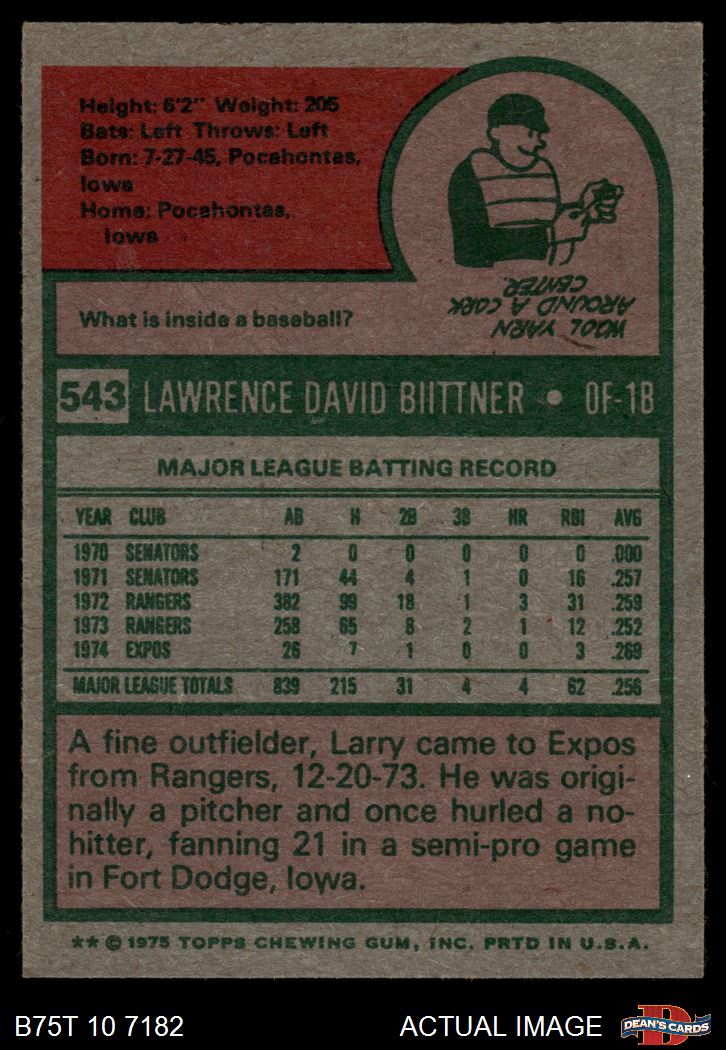 Height: 6'2" Weight: 205
Bats: Left Throws: Left
Born: 7-27-45, Pocahontas,
Iowa
Home: Pocahontas,
Iowa
What is inside a baseball?
WOOL YARN
AROUND A CORK
CENTER.
543 LAWRENCE DAVID BIITTNER • OF-1B
MAJOR LEAGUE BATTING RECORD
YEAR CLUB AB H 2B 3B HR RBI AVG
1970 SENATORS 2 0 0 0 0 0 .000
1971 SENATORS 171 44 4 1 0 16 .257
1972 RANGERS 382 99 18 1 3 31 .259
1973 RANGERS 258 65 8 2 1 12 .252
1974 EXPOS 26 7 1 0 0 3 .269
MAJOR LEAGUE TOTALS 839 215 31 4 4 62 .256
A fine outfielder, Larry came to Expos
from Rangers, 12-20-73. He was origi-
nally a pitcher and once hurled a no-
hitter, fanning 21 in a semi-pro game
in Fort Dodge, Iowa.
** © 1975 TOPPS CHEWING GUM, INC. PRTD IN U.S.A.
B75T 10 7182 ACTUAL IMAGE
D
DEAN'S CARDS